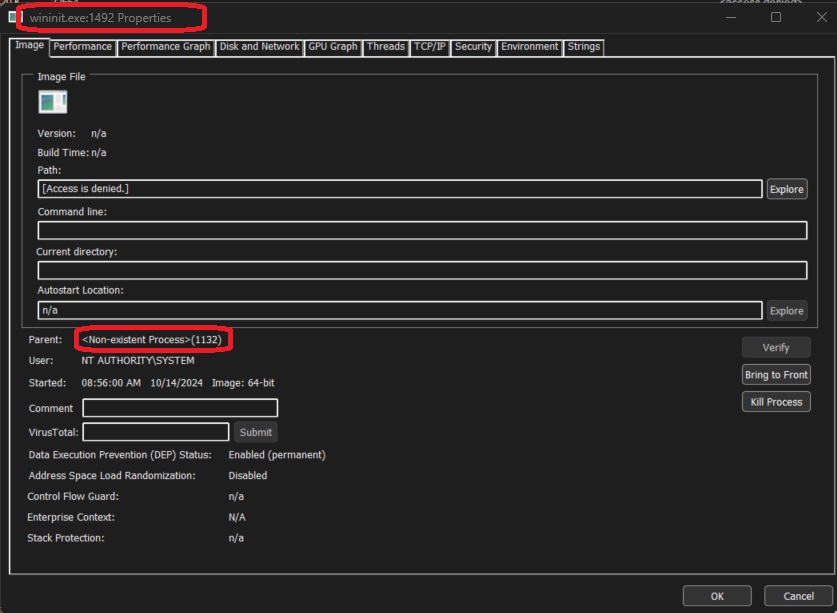 wininit.exe:1492 Properties
Image Performance Performance Graph Disk and Network GPU Graph Threads TCP/IP Security Environment Strings
Image File
Version: n/a
Build Time: n/a
Path:
[Access is denied.] Explore
Command line:
Current directory:
Autostart Location:
n/a Explore
Parent: <Non-existent Process>(1132)
Verify
User: NT AUTHORITY\SYSTEM
Bring to Front
Started: 08:56:00 AM 10/14/2024 Image: 64-bit
Kill Process
Comment
VirusTotal: Submit
Data Execution Prevention (DEP) Status: Enabled (permanent)
Address Space Load Randomization: Disabled
Control Flow Guard: n/a
Enterprise Context: N/A
Stack Protection: n/a
OK Cancel